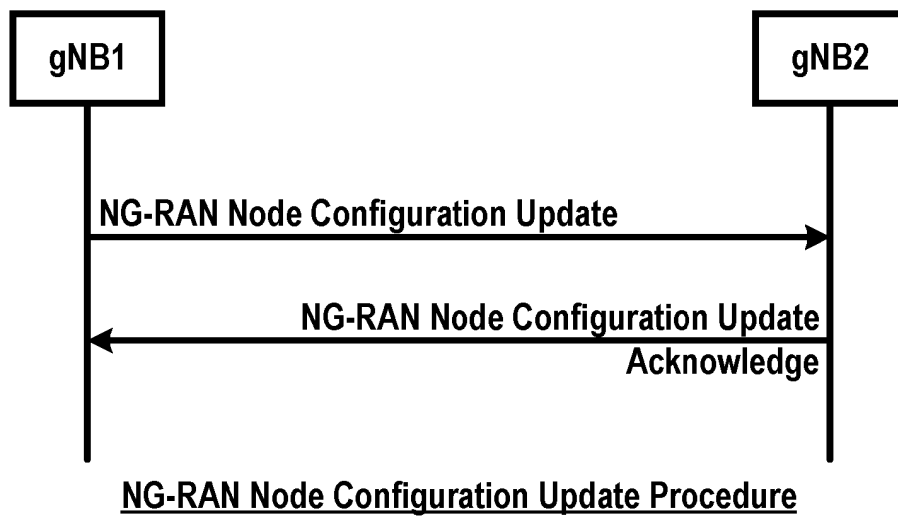 gNB1
gNB2
NG-RAN Node Configuration Update
NG-RAN Node Configuration Update
Acknowledge
NG-RAN Node Configuration Update Procedure